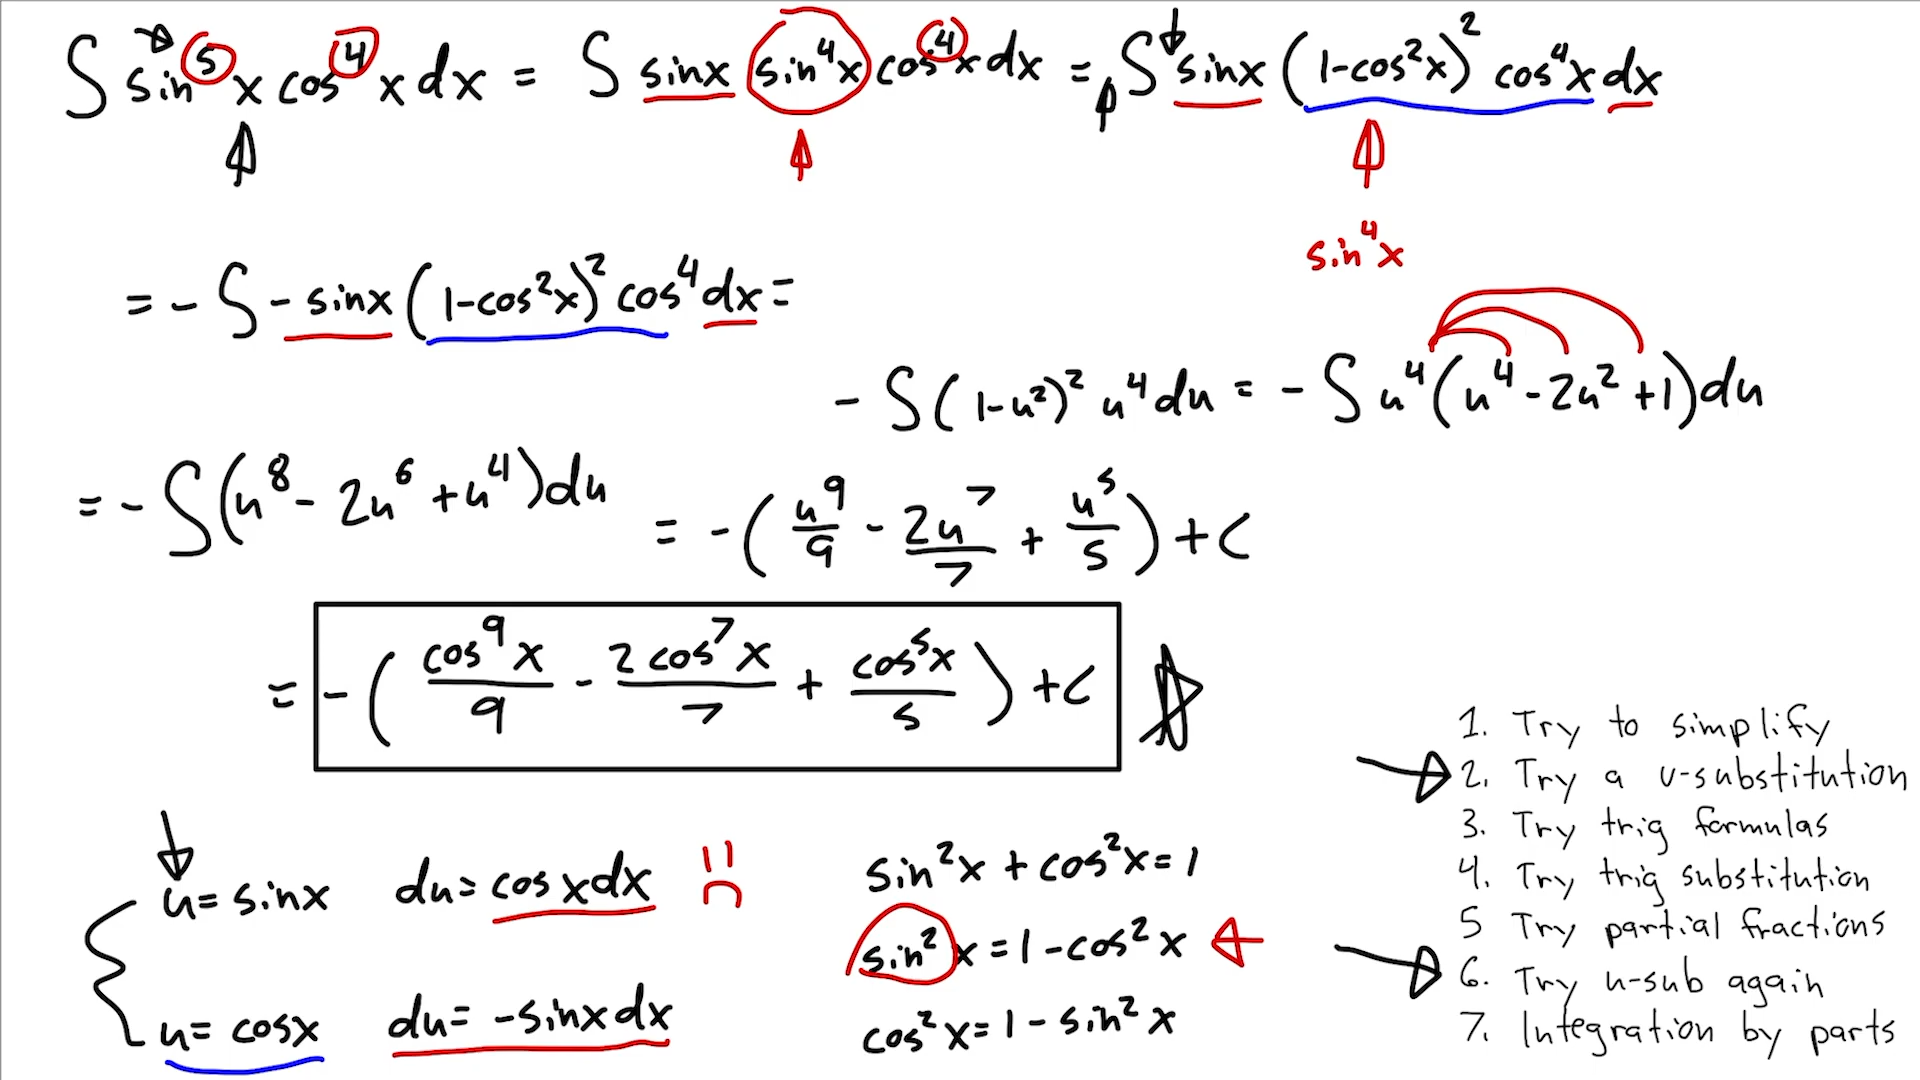 ∫ sin⁵x cos⁴x dx = ∫ sinx sin⁴x cos⁴x dx = ∫ sinx (1-cos²x)² cos⁴x dx
sin⁴x
= - ∫ - sinx (1-cos²x)² cos⁴ dx =
- ∫ (1-u²)² u⁴ du = - ∫ u⁴(u⁴ - 2u² + 1) du
= - ∫ (u⁸ - 2u⁶ + u⁴) du = - (u⁹/9 - 2u⁷/7 + u⁵/5) + C
= - (cos⁹x/9 - 2cos⁷x/7 + cos⁵x/5) + C
u = sinx du = cosxdx
u = cosx du = -sinxdx
sin²x + cos²x = 1
sin²x = 1 - cos²x
cos²x = 1 - sin²x
1. Try to simplify
2. Try a u-substitution
3. Try trig formulas
4. Try trig substitution
5 Try partial fractions
6. Try u-sub again
7. Integration by parts